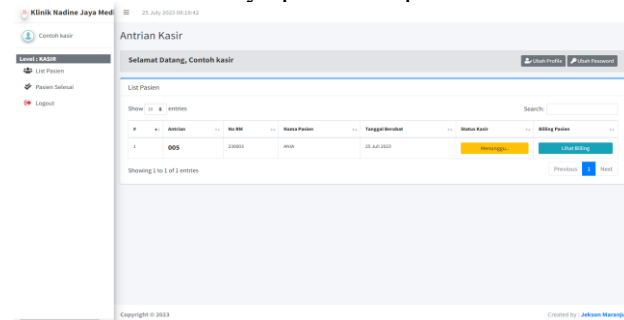 Klinik Nadine Jaya Medi
25 July 2023 08:19:42
Contoh kasir
Level : KASIR
List Pasien
Pasien Selesai
Logout
Antrian Kasir
Selamat Datang, Contoh kasir
Ubah Profile
Ubah Password
List Pasien
Show 10 entries
Search:
# Antrian No RM Nama Pasien Tanggal Berobat Status Kasir Billing Pasien
1 005 ANIA 25 Juli 2023 Menunggu.. Lihat Billing
Showing 1 to 1 of 1 entries
Previous 1 Next
Copyright © 2023
Created by : Jekson Maranju